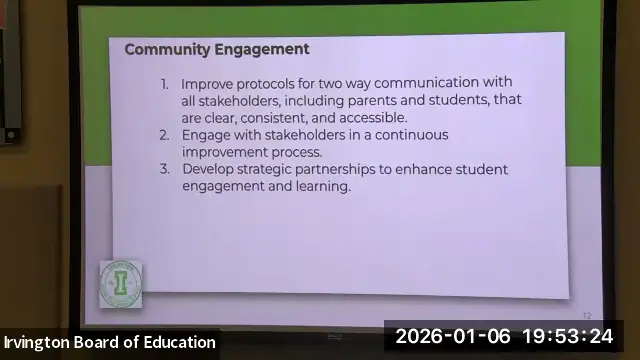 Community Engagement
1. Improve protocols for two way communication with
all stakeholders, including parents and students, that
are clear, consistent, and accessible.
2. Engage with stakeholders in a continuous
improvement process.
3. Develop strategic partnerships to enhance student
engagement and learning.
I
12
Irvington Board of Education
2026-01-06 19:53:24